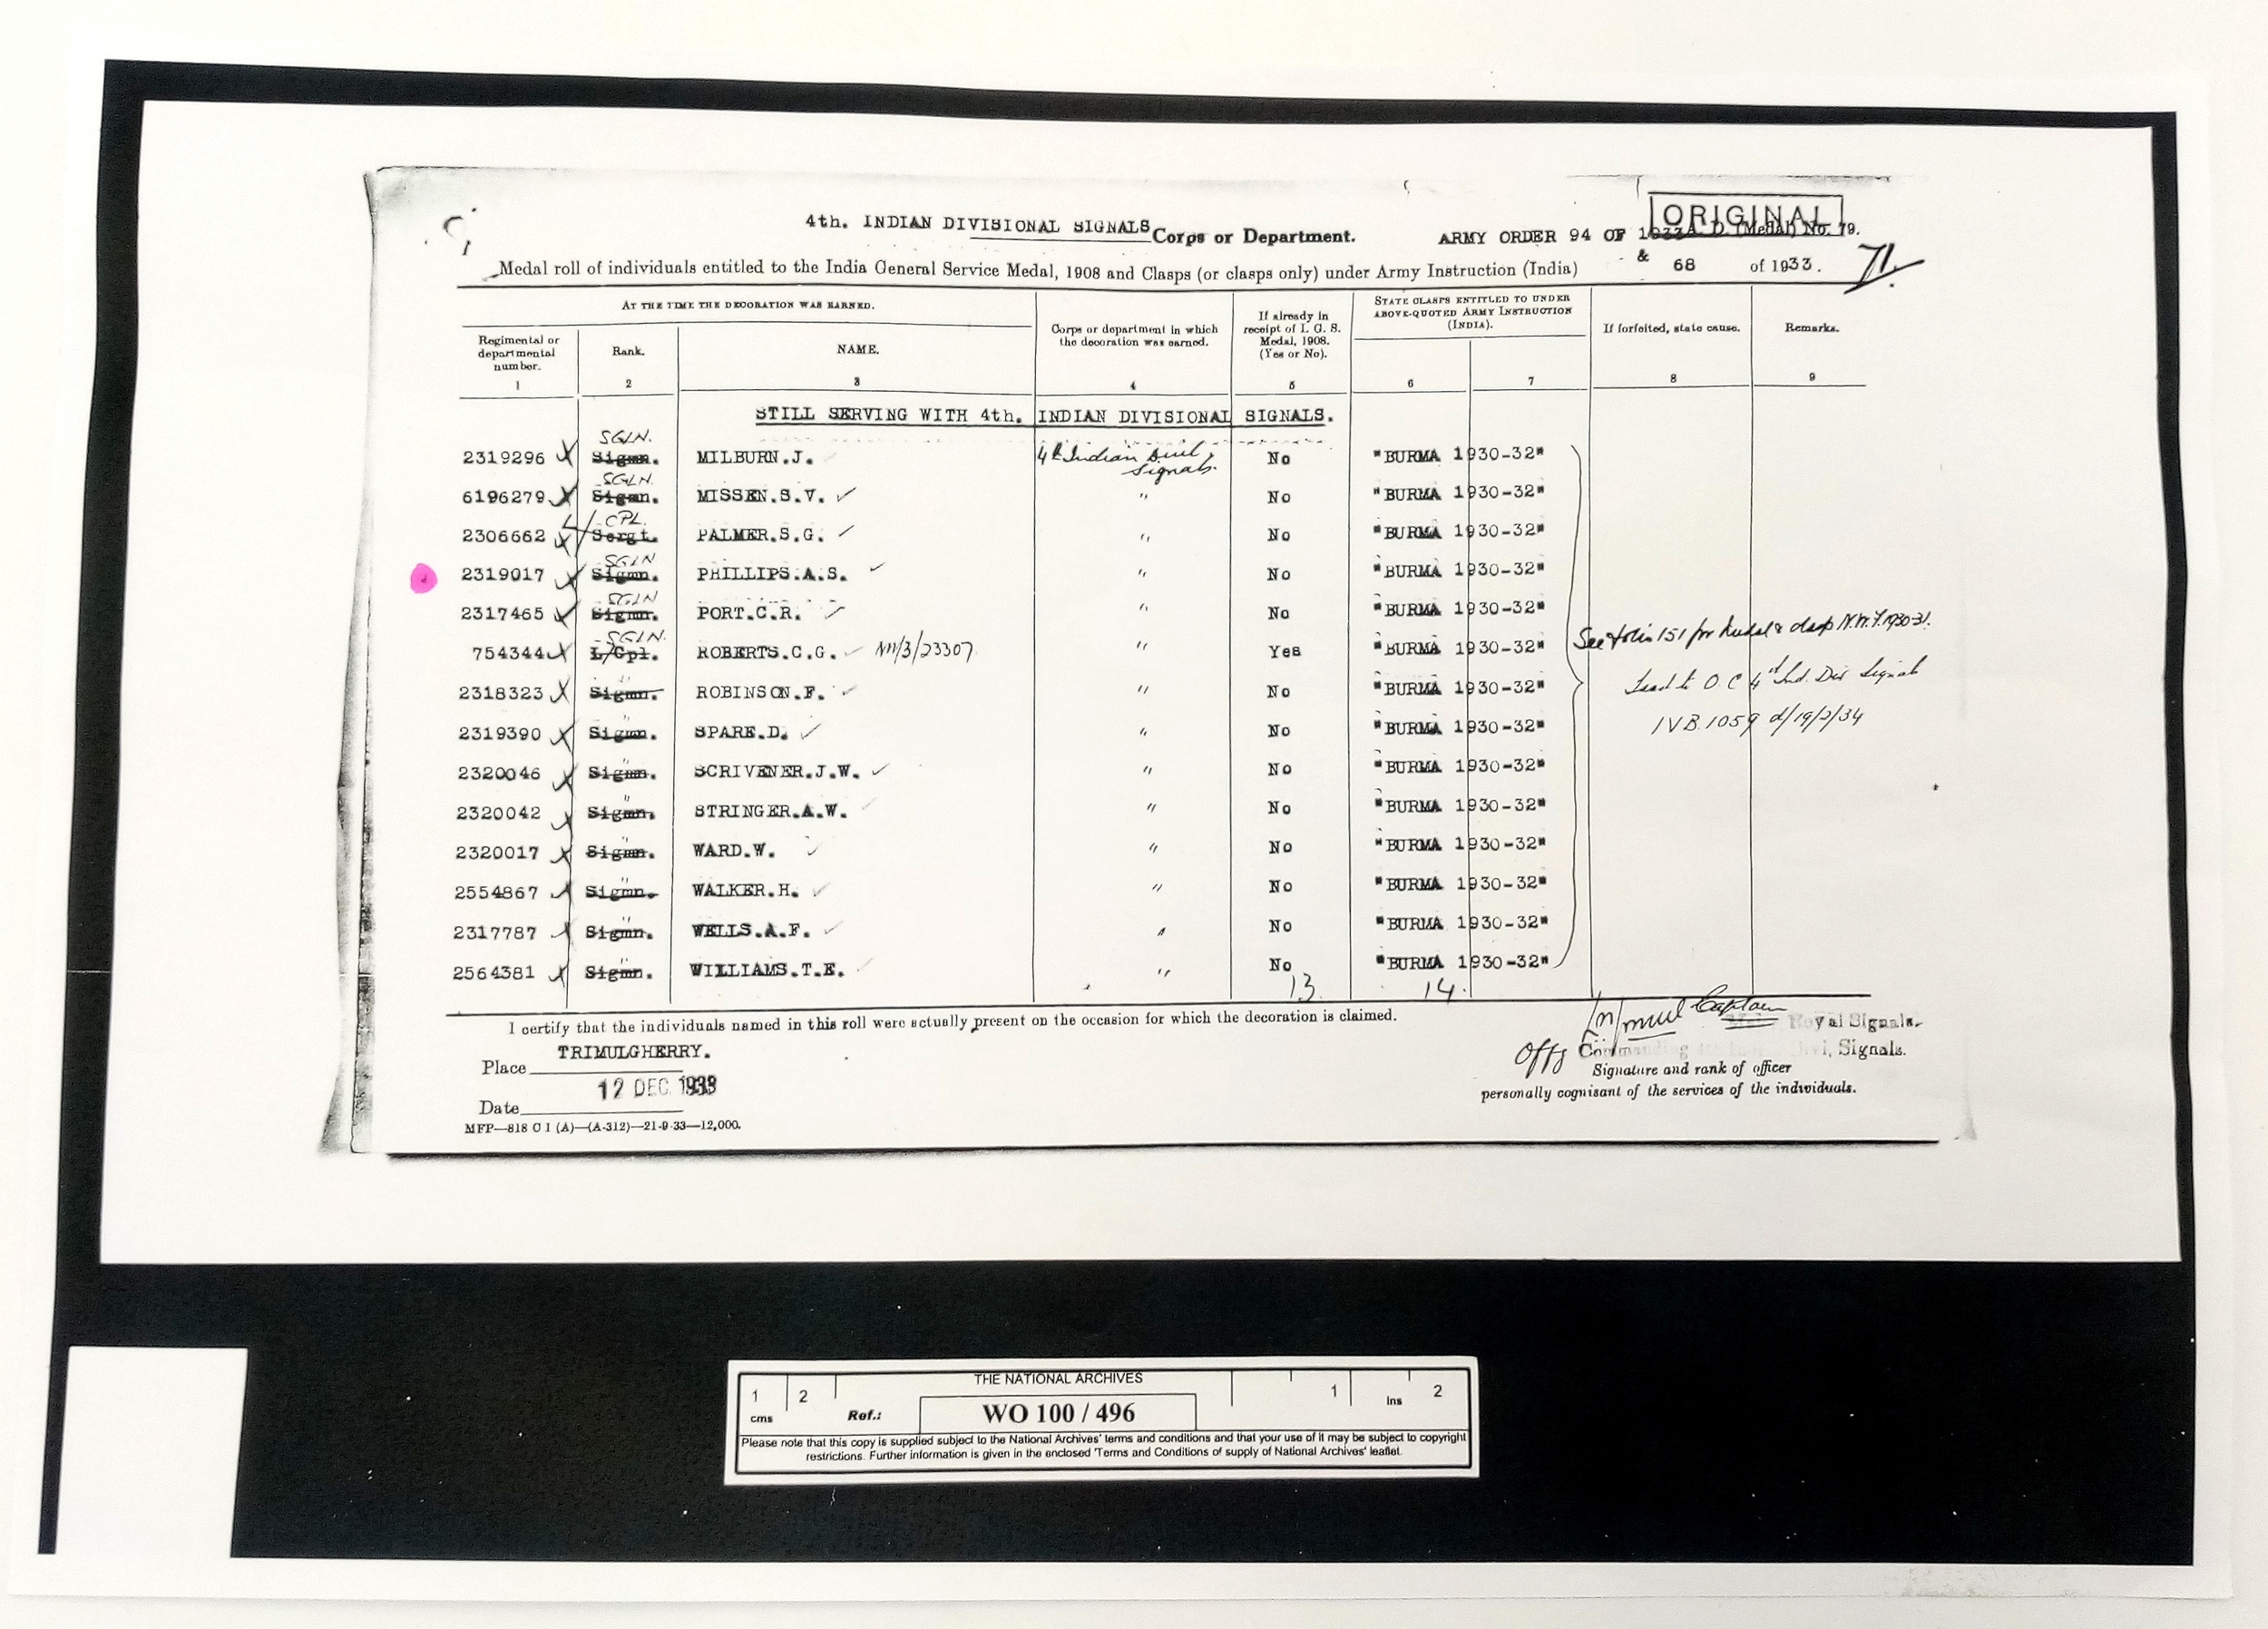 ORIGINAL
4th. INDIAN DIVISIONAL SIGNALS Corps or Department. ARMY ORDER 94 OF 1933 A. D. (Medal) No. 79.
Medal roll of individuals entitled to the India General Service Medal, 1908 and Clasps (or clasps only) under Army Instruction (India) & 68 of 1933. 71.
AT THE TIME THE DECORATION WAS EARNED.
Regimental or departmental number. Rank. NAME. Corps or department in which the decoration was earned. If already in receipt of I. G. S. Medal, 1908. (Yes or No). STATE CLASPS ENTITLED TO UNDER ABOVE-QUOTED ARMY INSTRUCTION (INDIA). If forfeited, state cause. Remarks.
1 2 3 4 5 6 7 8 9
STILL SERVING WITH 4th. INDIAN DIVISIONAL SIGNALS.
SGLN.
2319296 Sigmn. MILBURN.J. 4th Indian Divl Signals. No "BURMA 1930-32"
SGLN.
6196279 Sigmn. MISSEN.S.V. " No "BURMA 1930-32"
L/CPL.
2306662 Sergt. PALMER.S.G. " No "BURMA 1930-32"
SGLN
2319017 Sigmn. PHILLIPS.A.S. " No "BURMA 1930-32"
SGLN
2317465 Sigmn. PORT.C.R. " No "BURMA 1930-32"
SGLN.
754344 L/Cpl. ROBERTS.C.G. NW/3/23307 " Yes "BURMA 1930-32" See folio 151 for Medal & clasp N.W.F. 1930-31.
2318323 Sigmn. ROBINSON.F. " No "BURMA 1930-32" to O.C 4th Ind. Div Signals
2319390 " Sigmn. SPARE.D. " No "BURMA 1930-32" IVB.1059 d/19/2/34
2320046 " Sigmn. SCRIVENER.J.W. " No "BURMA 1930-32"
2320042 " Sigmn. STRINGER.A.W. " No "BURMA 1930-32"
2320017 " Sigmn. WARD.W. " No "BURMA 1930-32"
2554867 " Sigmn. WALKER.H. " No "BURMA 1930-32"
2317787 " Sigmn. WELLS.A.F. " No "BURMA 1930-32"
2564381 " Sigmn. WILLIAMS.T.E. " No "BURMA 1930-32"
13. 14.
I certify that the individuals named in this roll were actually present on the occasion for which the decoration is claimed.
Captain
Royal Signals.
Place TRIMULGHERRY.
Offg Commanding 4th Indian Divl, Signals.
Signature and rank of officer
personally cognisant of the services of the individuals.
Date 12 DEC 1933
MFP—818 C I (A)—(A-312)—21-9-33—12,000.
THE NATIONAL ARCHIVES
1 2 1 2
cms Ref.: WO 100 / 496 Ins
Please note that this copy is supplied subject to the National Archives' terms and conditions and that your use of it may be subject to copyright
restrictions. Further information is given in the enclosed 'Terms and Conditions of supply of National Archives' leaflet.